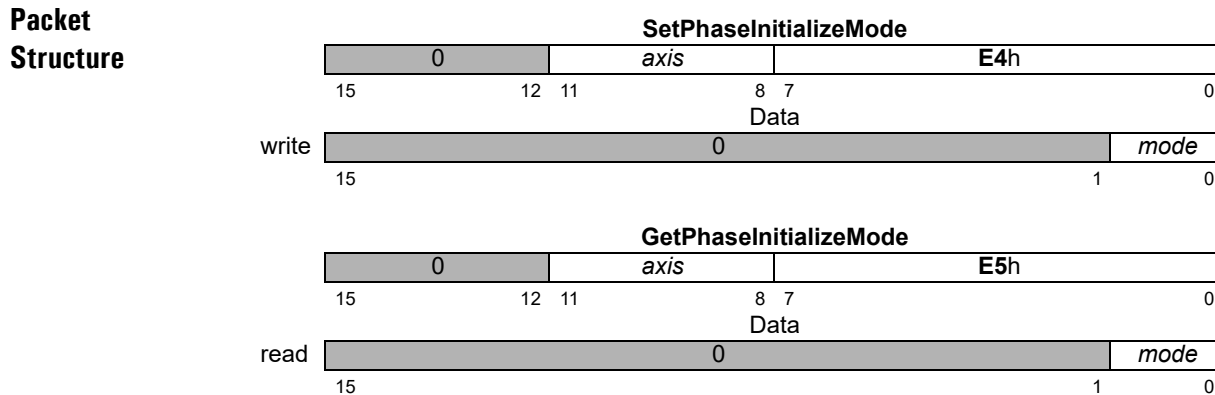 Packet
Structure
SetPhaseInitializeMode
0 axis E4h
15 12 11 8 7 0
Data
write 0 mode
15 1 0
GetPhaseInitializeMode
0 axis E5h
15 12 11 8 7 0
Data
read 0 mode
15 1 0